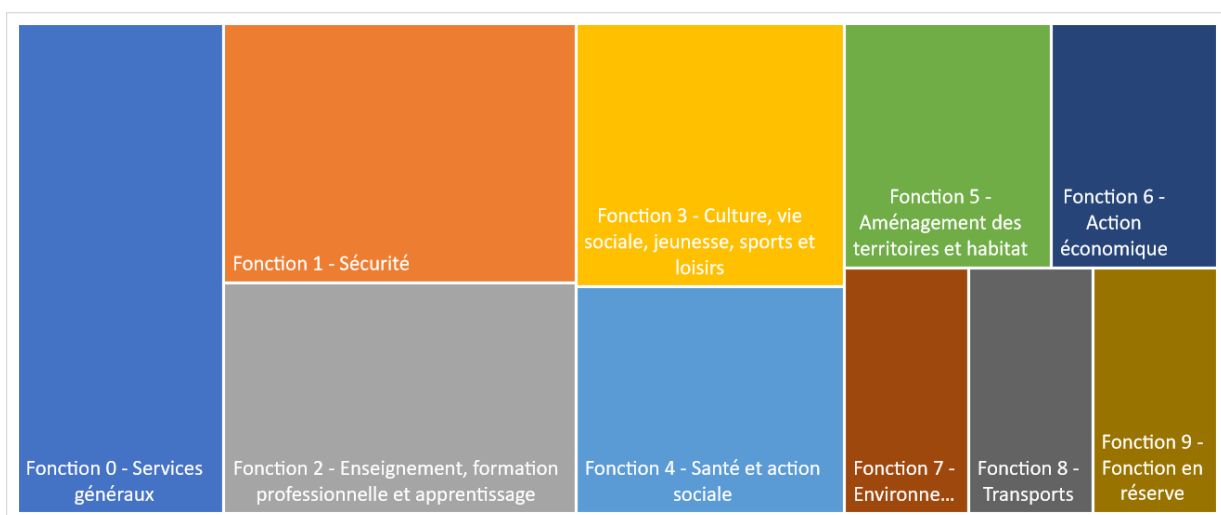 Fonction 0 - Services
généraux
Fonction 1 - Sécurité
Fonction 2 - Enseignement, formation
professionnelle et apprentissage
Fonction 3 - Culture, vie
sociale, jeunesse, sports et
loisirs
Fonction 4 - Santé et action
sociale
Fonction 5 -
Aménagement des
territoires et habitat
Fonction 6 -
Action
économique
Fonction 7 -
Environne...
Fonction 8 -
Transports
Fonction 9 -
Fonction en
réserve